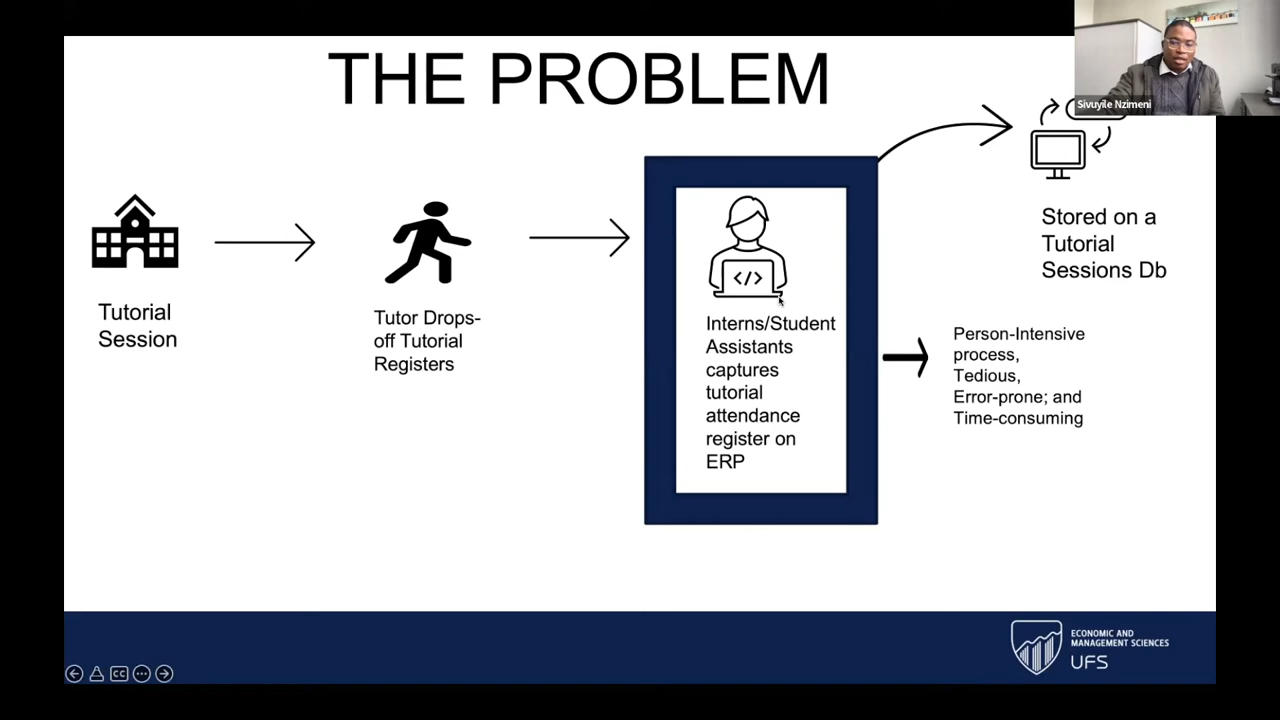 THE PROBLEM
Sivuyile Nzimeni
Tutorial
Session
Tutor Drops-
off Tutorial
Registers
</>
Interns/Student
Assistants
captures
tutorial
attendance
register on
ERP
Stored on a
Tutorial
Sessions Db
Person-Intensive
process,
Tedious,
Error-prone; and
Time-consuming
CC
ECONOMIC AND
MANAGEMENT SCIENCES
UFS